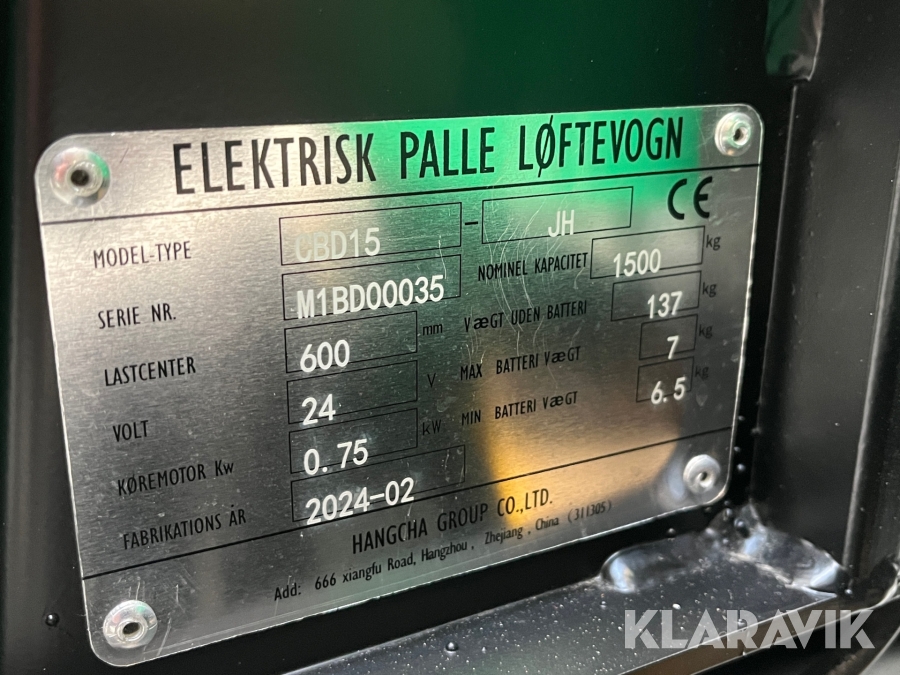 ELEKTRISK PALLE LØFTEVOGN
MODEL-TYPE CBD15 - JH CE
SERIE NR. M1BD00035 NOMINEL KAPACITET 1500 kg
LASTCENTER 600 mm VÆGT UDEN BATTERI 137 kg
VOLT 24 V MAX BATTERI VÆGT 7 kg
KØREMOTOR Kw 0.75 kW MIN BATTERI VÆGT 6.5 kg
FABRIKATIONS ÅR 2024-02
HANGCHA GROUP CO.,LTD.
Add: 666 xiangfu Road, Hangzhou, Zhejiang, China (311305)
KLARAVIK